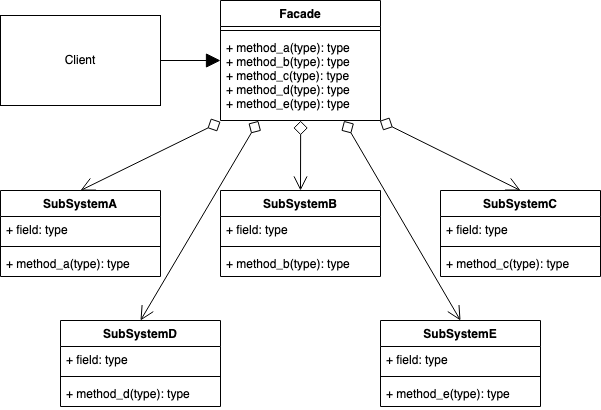 Facade
Client
+ method_a(type): type
+ method_b(type): type
+ method_c(type): type
+ method_d(type): type
+ method_e(type): type
SubSystemA
+ field: type
+ method_a(type): type
SubSystemB
+ field: type
+ method_b(type): type
SubSystemC
+ field: type
+ method_c(type): type
SubSystemD
+ field: type
+ method_d(type): type
SubSystemE
+ field: type
+ method_e(type): type